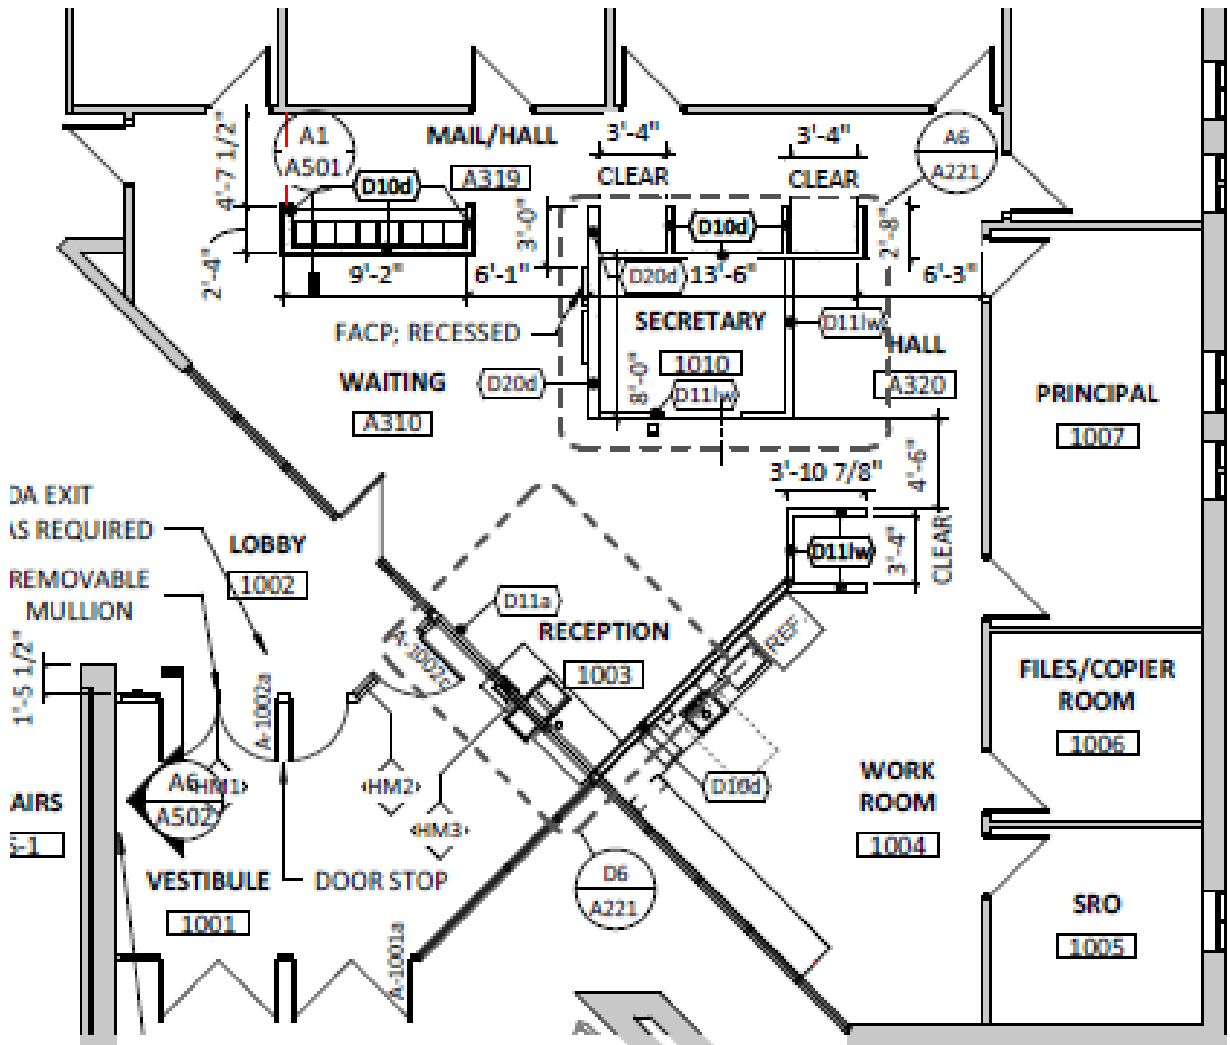 A1
A501
MAIL/HALL
A319
3'-4"
CLEAR
3'-4"
CLEAR
A6
A221
4'-7 1/2"
D10d
3'-0"
D10d
2'-8"
2'-4"
9'-2"
6'-1"
D20d
13'-6"
6'-3"
FACP; RECESSED
SECRETARY
1010
D11lw
HALL
A320
WAITING
A310
D20d
8'-0"
D11lw
PRINCIPAL
1007
3'-10 7/8"
4'-6"
DA EXIT
AS REQUIRED
LOBBY
1002
REMOVABLE
MULLION
D11lw
3'-4"
CLEAR
D11a
RECEPTION
1003
REF.
A-1002c
FILES/COPIER
ROOM
1006
1'-5 1/2"
A-1002a
A6
A502
HM1
HM2
HM3
D10d
WORK
ROOM
1004
AIRS
S-1
VESTIBULE
1001
DOOR STOP
D6
A221
SRO
1005
A-1001a